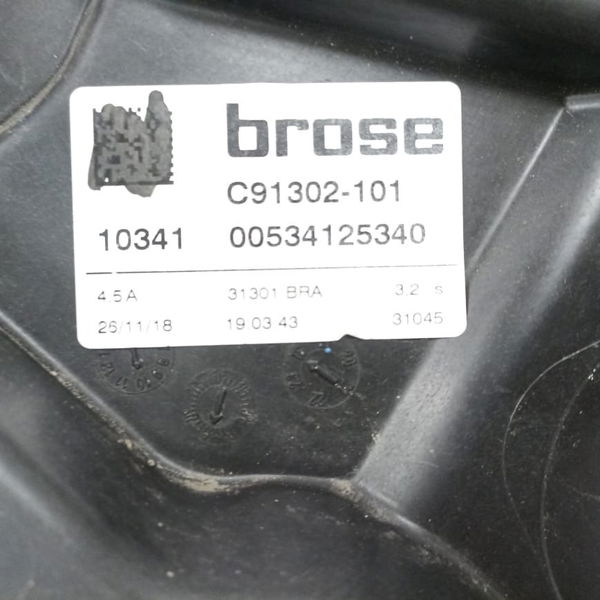 brose
C91302-101
10341 00534125340
4.5A 31301 BRA 3.2 s
26/11/18 19:03:43 31045